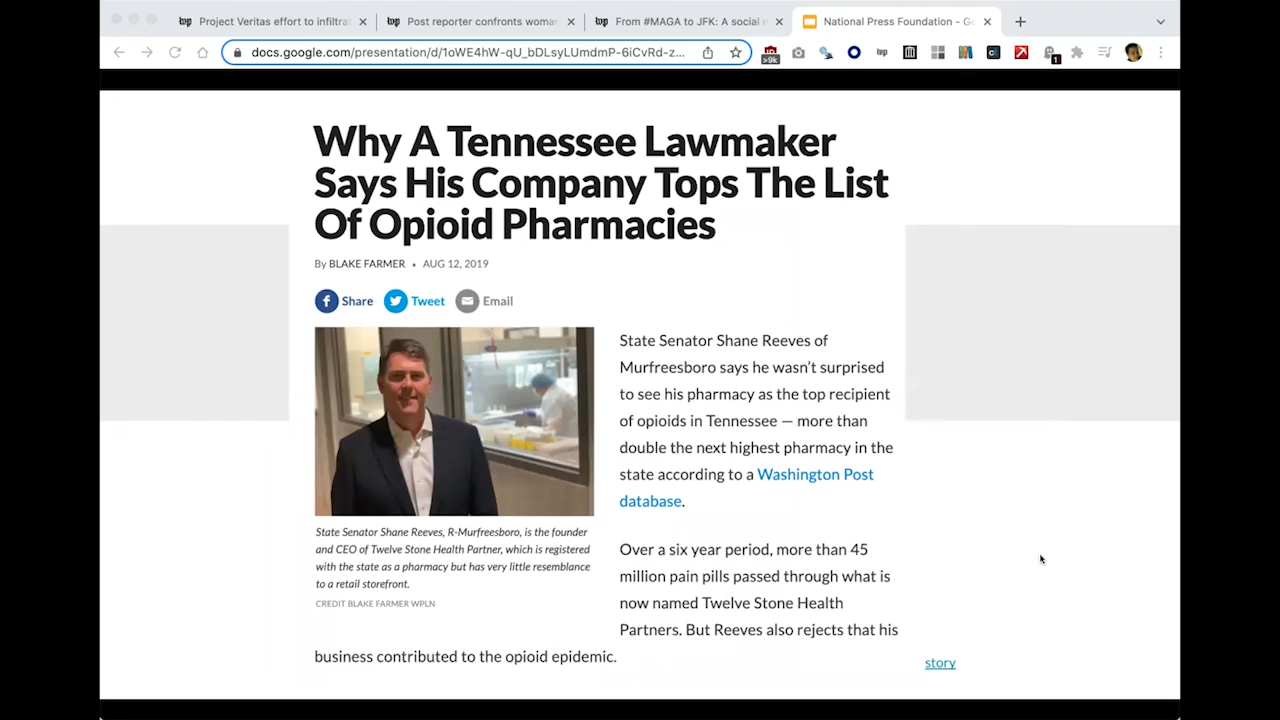 Project Veritas effort to infiltra
Post reporter confronts woma
From #MAGA to JFK: A social n
National Press Foundation - Go
docs.google.com/presentation/d/1oWE4hW-qU_bDLsyLUmdmP-6iCvRd-z...
>9k
1
Why A Tennessee Lawmaker
Says His Company Tops The List
Of Opioid Pharmacies
By BLAKE FARMER • AUG 12, 2019
Share Tweet Email
State Senator Shane Reeves of
Murfreesboro says he wasn't surprised
to see his pharmacy as the top recipient
of opioids in Tennessee — more than
double the next highest pharmacy in the
state according to a Washington Post
database.
State Senator Shane Reeves, R-Murfreesboro, is the founder
and CEO of Twelve Stone Health Partner, which is registered
with the state as a pharmacy but has very little resemblance
to a retail storefront.
CREDIT BLAKE FARMER WPLN
Over a six year period, more than 45
million pain pills passed through what is
now named Twelve Stone Health
Partners. But Reeves also rejects that his
business contributed to the opioid epidemic.
story